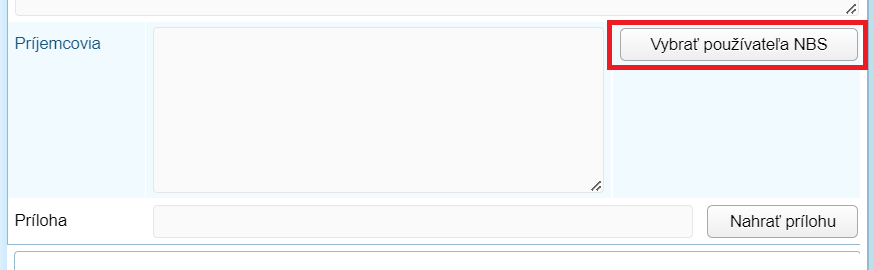 Príjemcovia
Vybrať používateľa NBS
Príloha
Nahrať prílohu